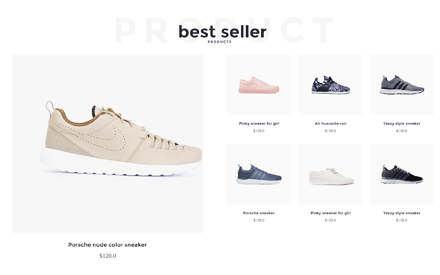 PRODUCT
best seller
PRODUCTS
Porsche nude color sneaker
$120.0
Pinky sneaker for girl
$120.0
Air huarache run
$120.0
Yeezy style sneaker
$120.0
Porsche sneaker
$120.0
Pinky sneaker for girl
$120.0
Yeezy style sneaker
$120.0